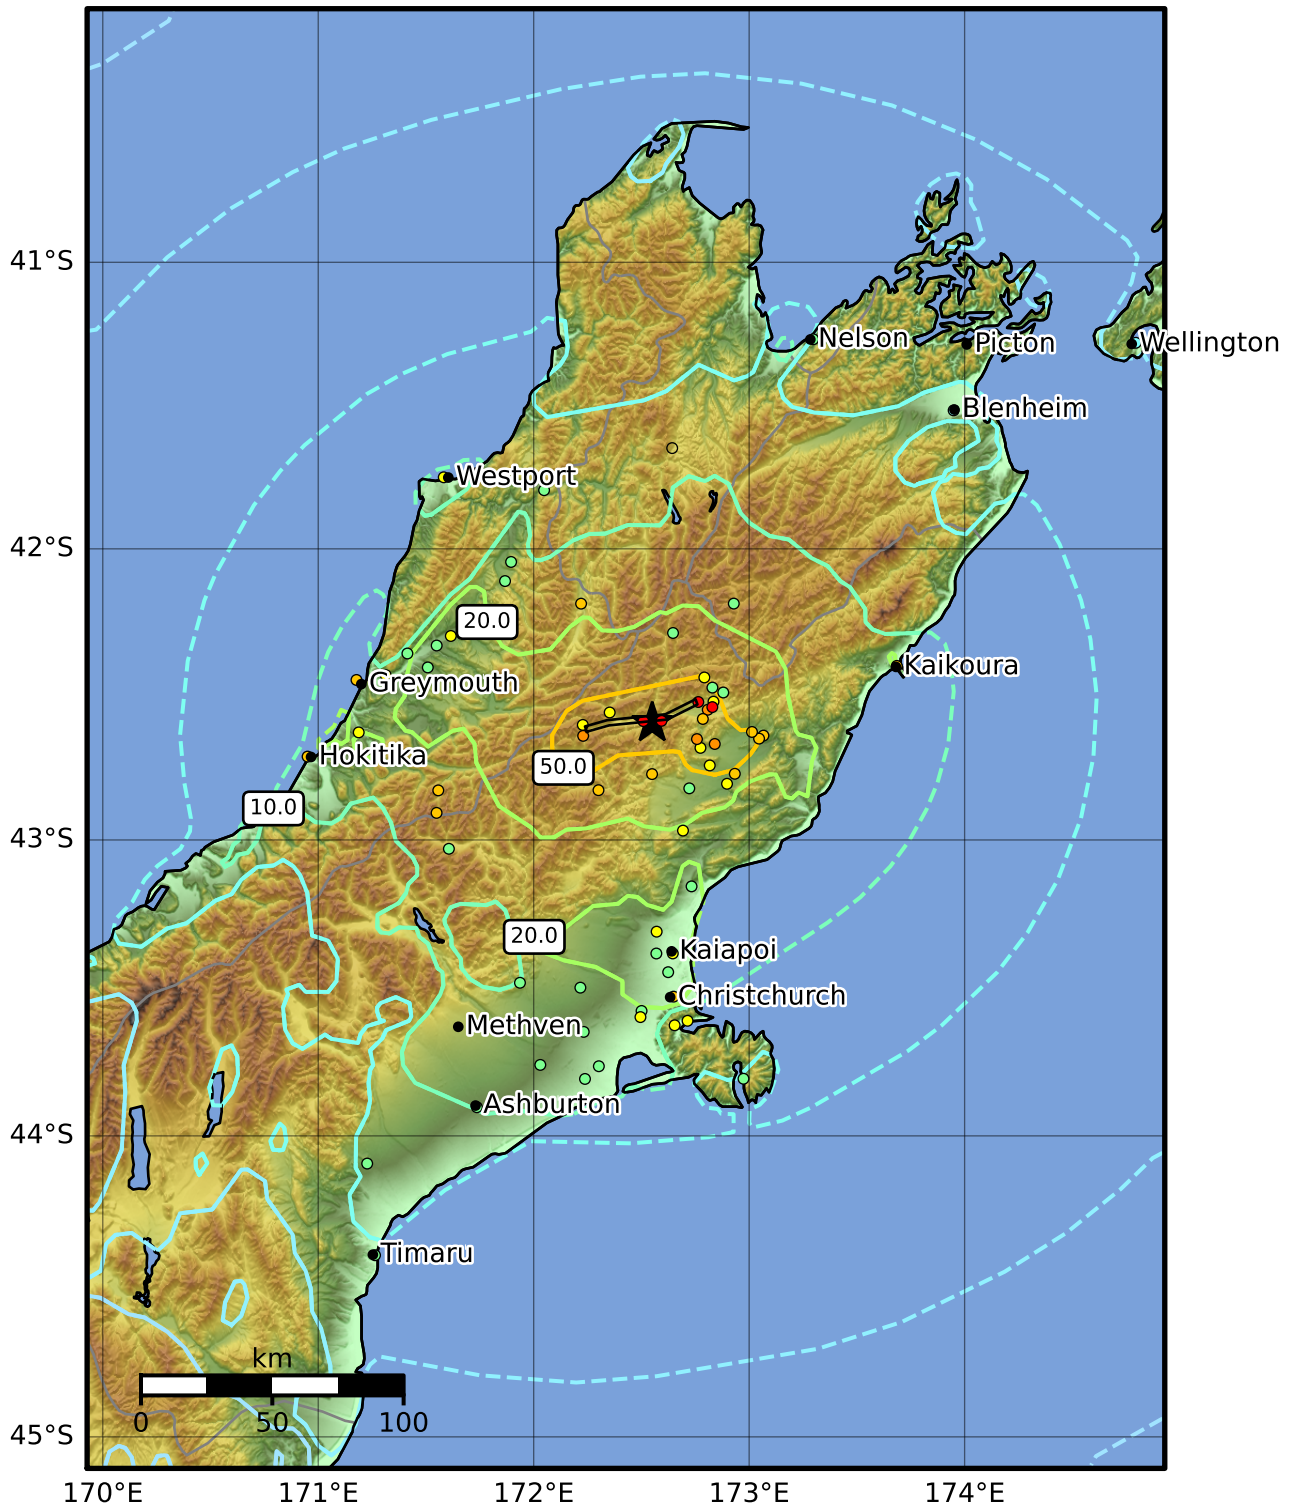 41°S
Nelson
Picton
Wellington
Blenheim
Westport
42°S
20.0
Kaikoura
Greymouth
Hokitika
50.0
10.0
43°S
20.0
Kaiapoi
Christchurch
Methven
Ashburton
44°S
Timaru
km
0 50 100
45°S
170°E 171°E 172°E 173°E 174°E